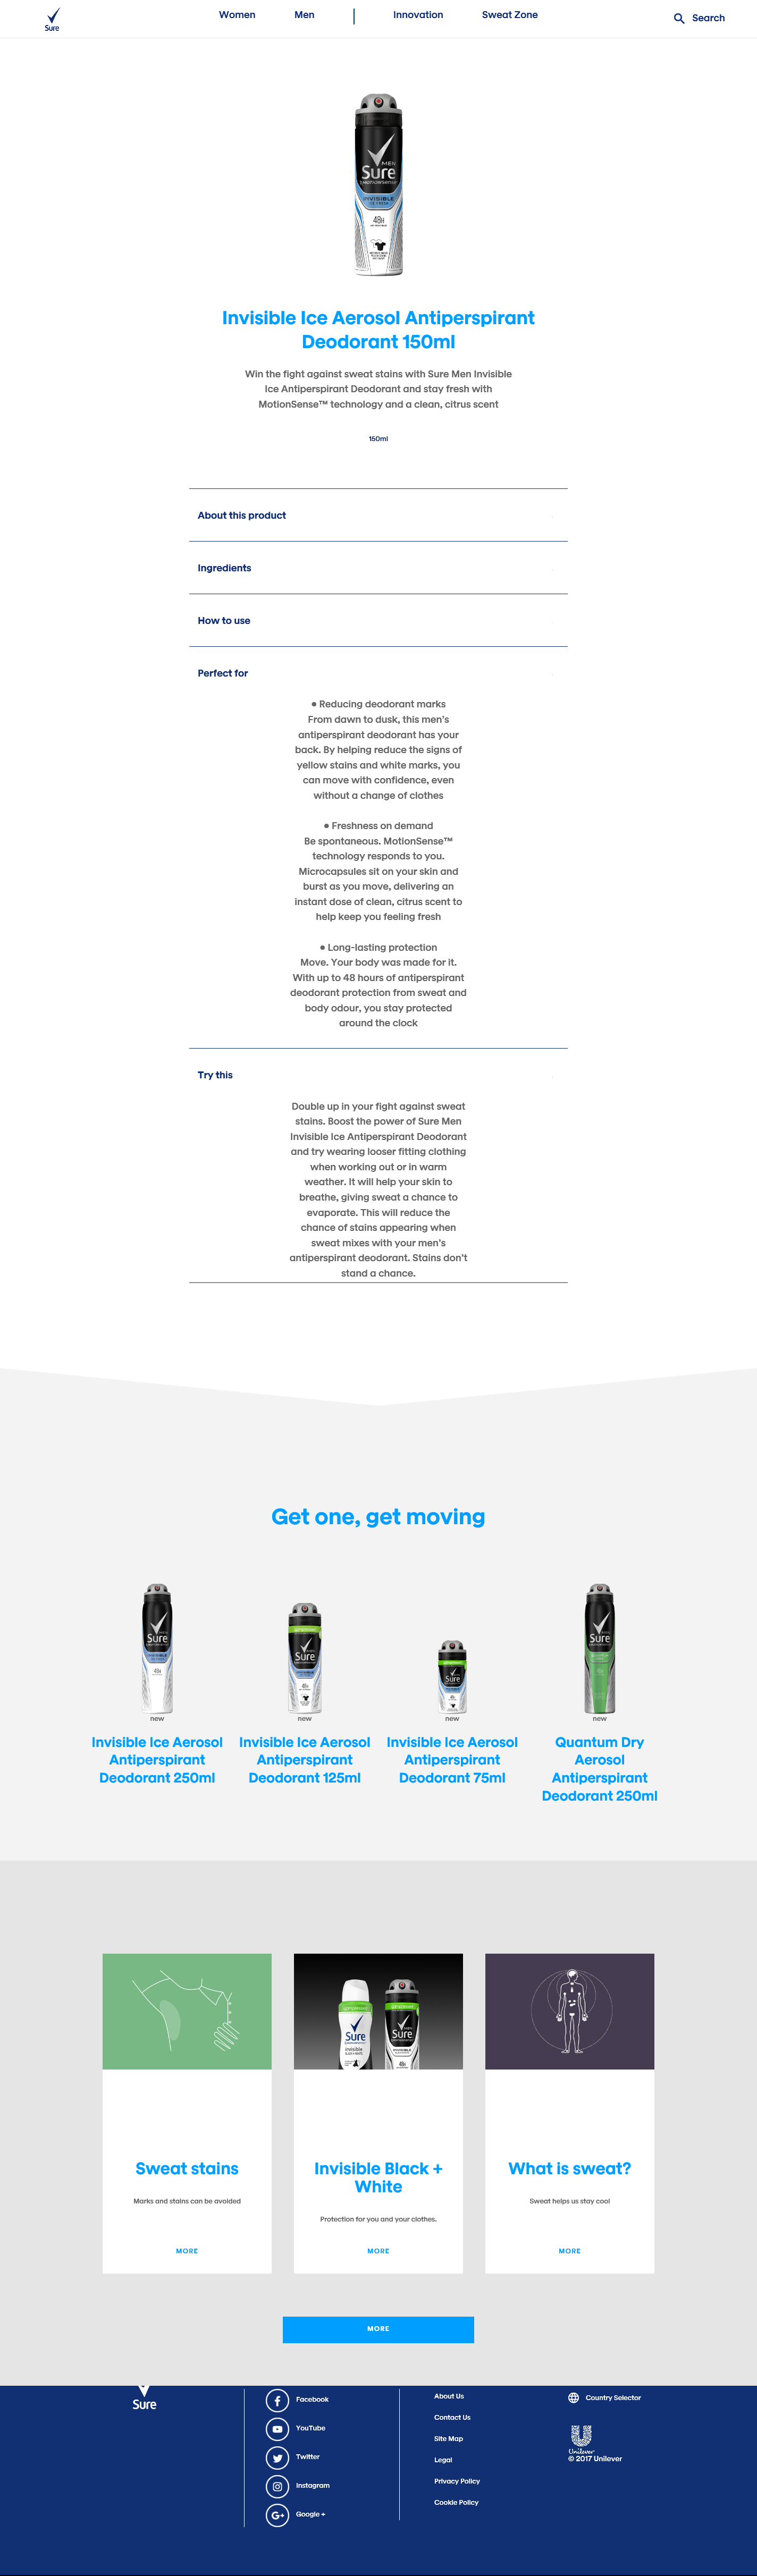 Sure
Women
Men
Innovation
Sweat Zone
Search
MEN
Sure
MOTIONSENSE
INVISIBLE
ICE FRESH
48H
Invisible Ice Aerosol Antiperspirant
Deodorant 150ml
Win the fight against sweat stains with Sure Men Invisible
Ice Antiperspirant Deodorant and stay fresh with
MotionSense™ technology and a clean, citrus scent
150ml
About this product
Ingredients
How to use
Perfect for
● Reducing deodorant marks
From dawn to dusk, this men's
antiperspirant deodorant has your
back. By helping reduce the signs of
yellow stains and white marks, you
can move with confidence, even
without a change of clothes
● Freshness on demand
Be spontaneous. MotionSense™
technology responds to you.
Microcapsules sit on your skin and
burst as you move, delivering an
instant dose of clean, citrus scent to
help keep you feeling fresh
● Long-lasting protection
Move. Your body was made for it.
With up to 48 hours of antiperspirant
deodorant protection from sweat and
body odour, you stay protected
around the clock
Try this
Double up in your fight against sweat
stains. Boost the power of Sure Men
Invisible Ice Antiperspirant Deodorant
and try wearing looser fitting clothing
when working out or in warm
weather. It will help your skin to
breathe, giving sweat a chance to
evaporate. This will reduce the
chance of stains appearing when
sweat mixes with your men's
antiperspirant deodorant. Stains don't
stand a chance.
Get one, get moving
Sure
Sure
Sure
Sure
new
new
new
new
Invisible Ice Aerosol
Antiperspirant
Deodorant 250ml
Invisible Ice Aerosol
Antiperspirant
Deodorant 125ml
Invisible Ice Aerosol
Antiperspirant
Deodorant 75ml
Quantum Dry
Aerosol
Antiperspirant
Deodorant 250ml
Sure
invisible
Sure
Sweat stains
Marks and stains can be avoided
MORE
Invisible Black +
White
Protection for you and your clothes.
MORE
What is sweat?
Sweat helps us stay cool
MORE
MORE
Sure
Facebook
YouTube
Twitter
Instagram
Google +
About Us
Contact Us
Site Map
Legal
Privacy Policy
Cookie Policy
Country Selector
Unilever
© 2017 Unilever